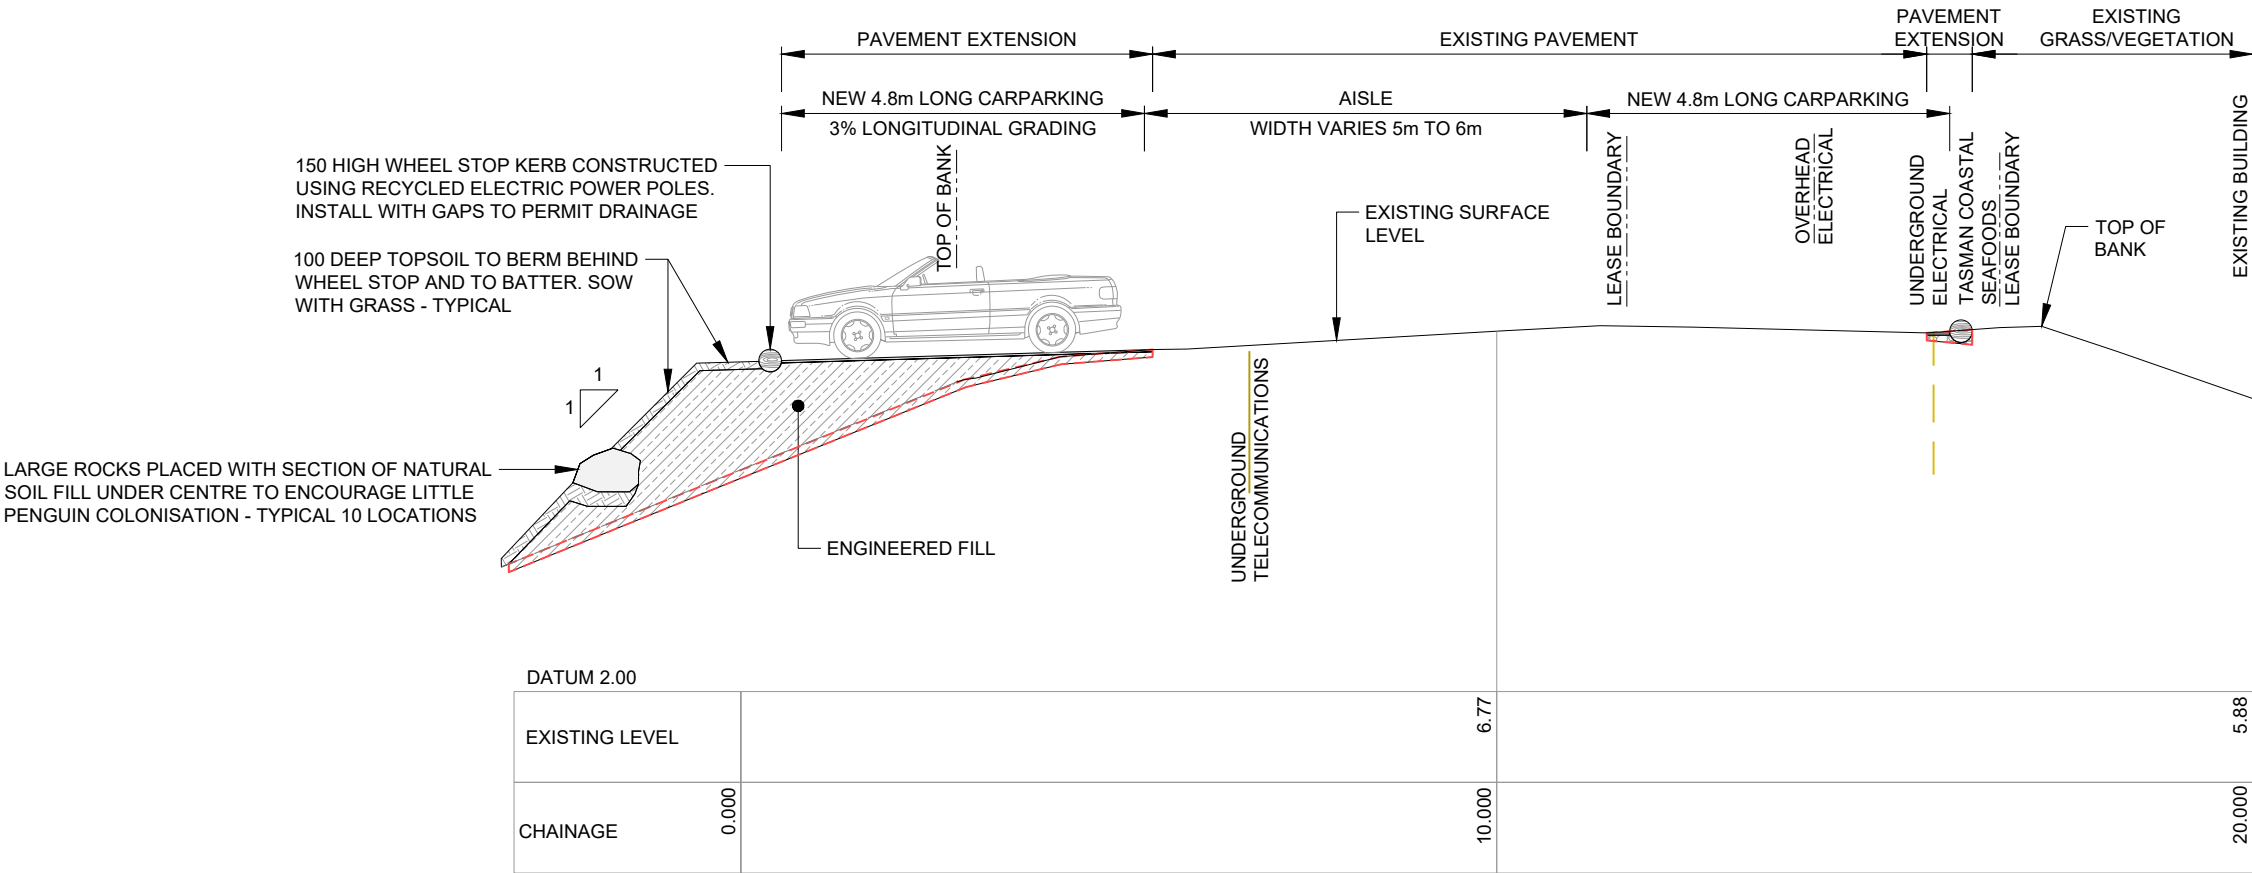 PAVEMENT EXTENSION
EXISTING PAVEMENT
PAVEMENT
EXTENSION
EXISTING
GRASS/VEGETATION
NEW 4.8m LONG CARPARKING
3% LONGITUDINAL GRADING
AISLE
WIDTH VARIES 5m TO 6m
NEW 4.8m LONG CARPARKING
150 HIGH WHEEL STOP KERB CONSTRUCTED
USING RECYCLED ELECTRIC POWER POLES.
INSTALL WITH GAPS TO PERMIT DRAINAGE
100 DEEP TOPSOIL TO BERM BEHIND
WHEEL STOP AND TO BATTER. SOW
WITH GRASS - TYPICAL
TOP OF BANK
EXISTING SURFACE
LEVEL
LEASE BOUNDARY
OVERHEAD
ELECTRICAL
UNDERGROUND
ELECTRICAL
TASMAN COASTAL
SEAFOODS
LEASE BOUNDARY
TOP OF
BANK
EXISTING BUILDING
1
1
LARGE ROCKS PLACED WITH SECTION OF NATURAL
SOIL FILL UNDER CENTRE TO ENCOURAGE LITTLE
PENGUIN COLONISATION - TYPICAL 10 LOCATIONS
ENGINEERED FILL
UNDERGROUND
TELECOMMUNICATIONS
DATUM 2.00
EXISTING LEVEL
6.77
5.88
CHAINAGE
0.000
10.000
20.000